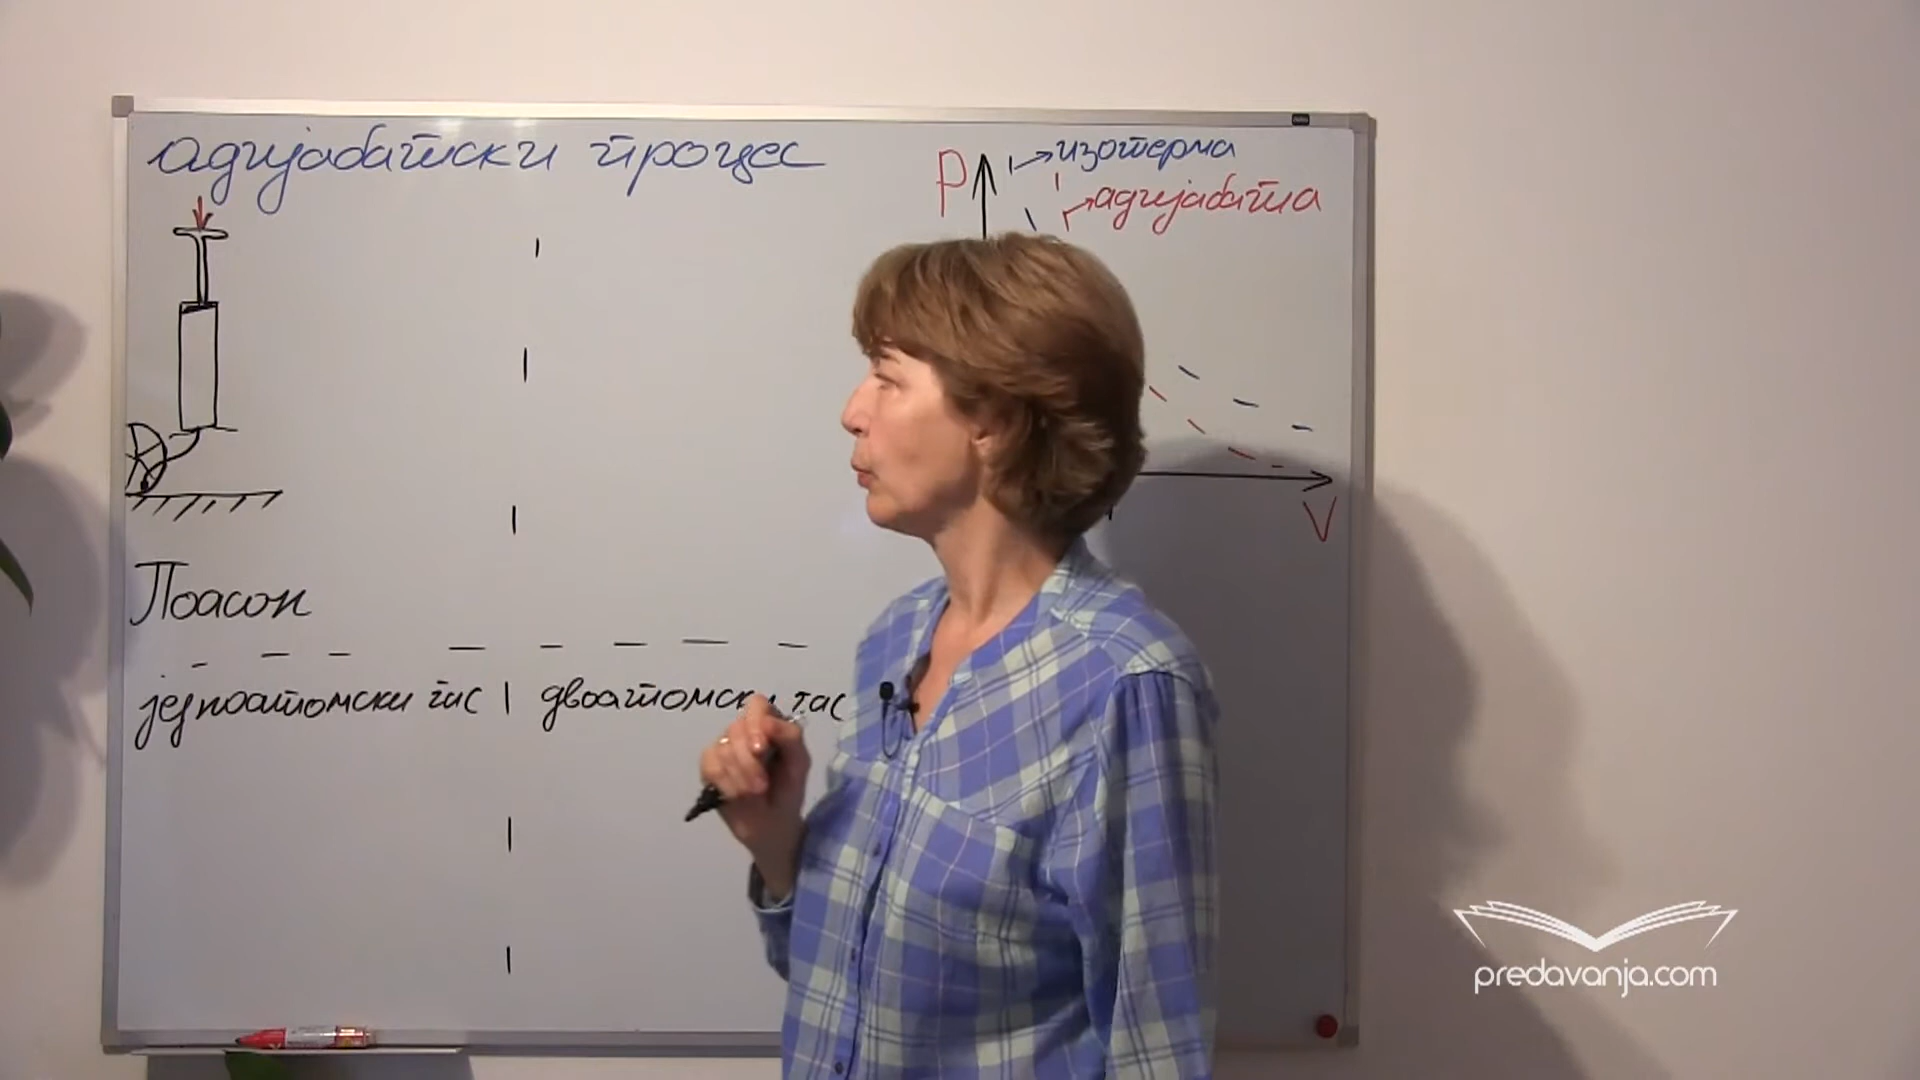 адијабатски процес
P
изотерма
адијабата
V
Поасон
једноатомски гас
двоатомски гас
predavanja.com